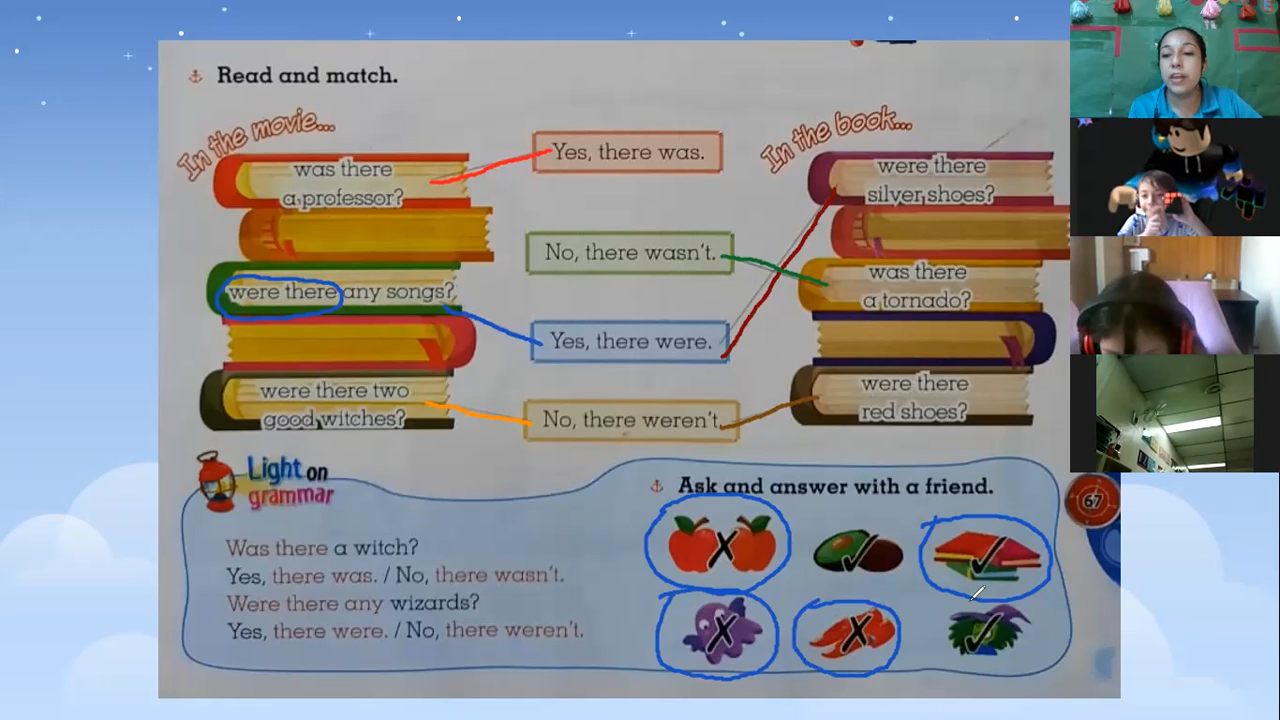 Read and match.
In the movie...
was there
a professor?
were there any songs?
were there two
good witches?
Yes, there was.
No, there wasn't.
Yes, there were.
No, there weren't.
In the book...
were there
silver shoes?
was there
a tornado?
were there
red shoes?
Light on
grammar
Was there a witch?
Yes, there was. / No, there wasn't.
Were there any wizards?
Yes, there were. / No, there weren't.
Ask and answer with a friend.
67